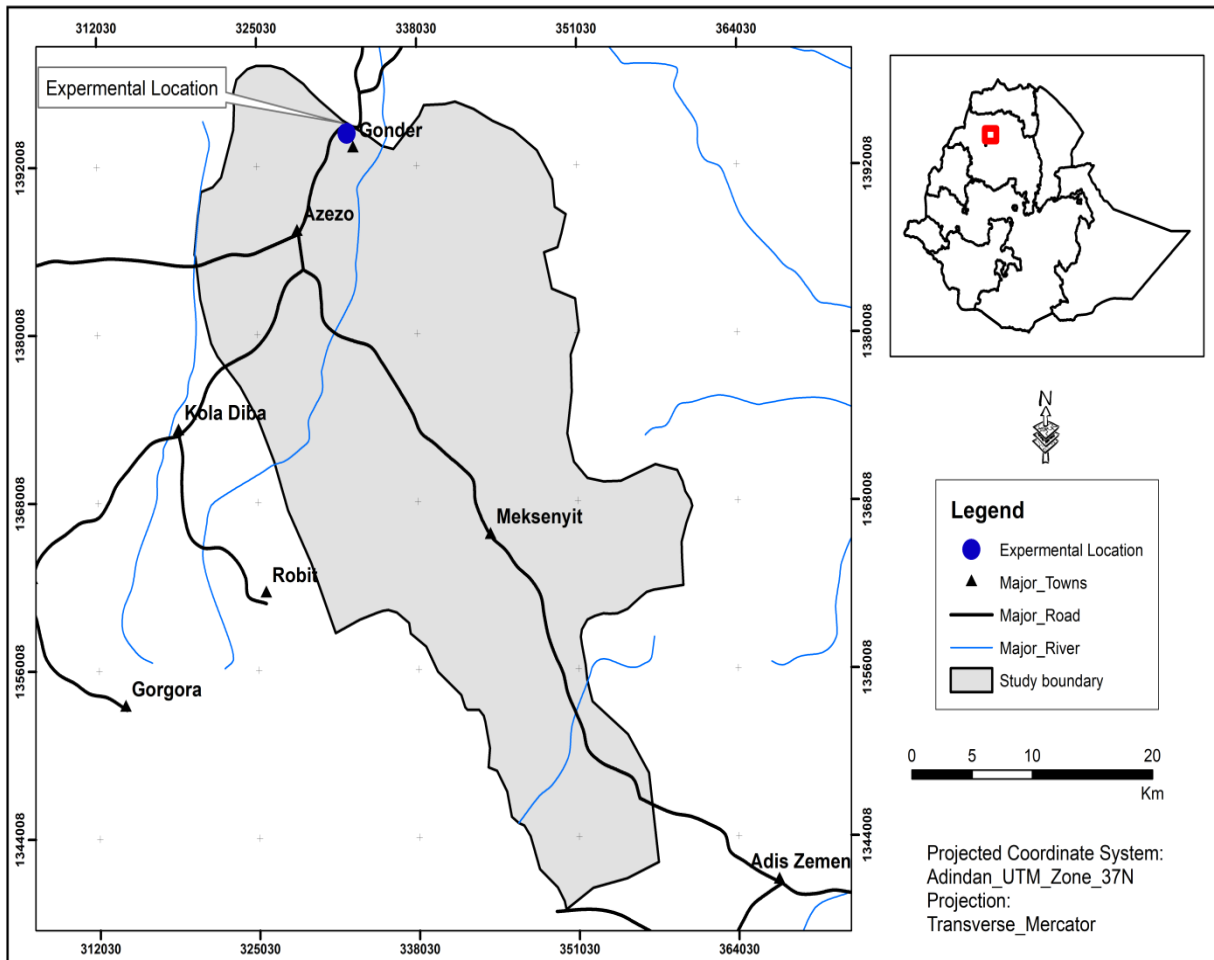 312030 325030 338030 351030 364030
Expermental Location
Gonder
1392008 1392008
Azezo
1380008 1380008
Kola Diba
N
1368008 1368008
Meksenyit
Robit
1356008 1356008
Gorgora
1344008 1344008
Adis Zemen
312030 325030 338030 351030 364030
Legend
Expermental Location
Major_Towns
Major_Road
Major_River
Study boundary
0 5 10 20
Km
Projected Coordinate System:
Adindan_UTM_Zone_37N
Projection:
Transverse_Mercator